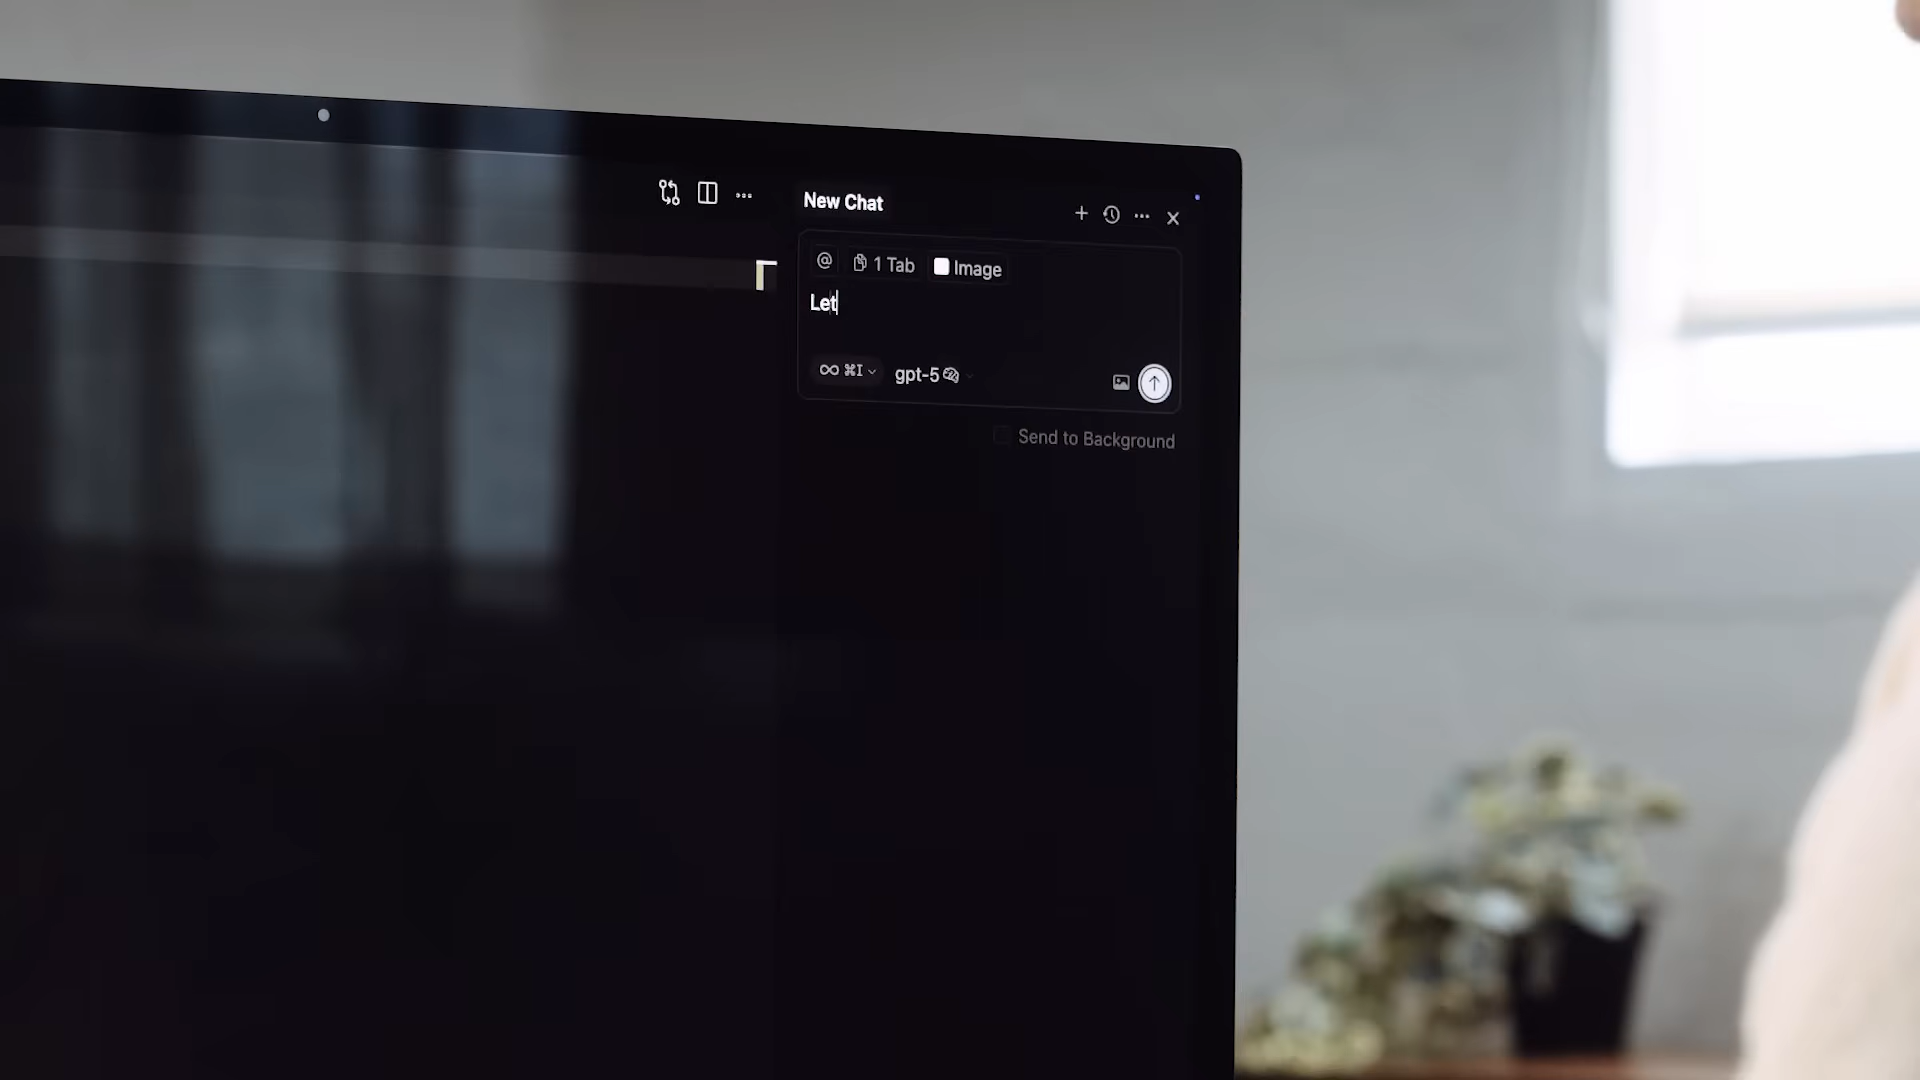 New Chat
@ 1 Tab Image
Let
∞ ⌘I gpt-5
Send to Background